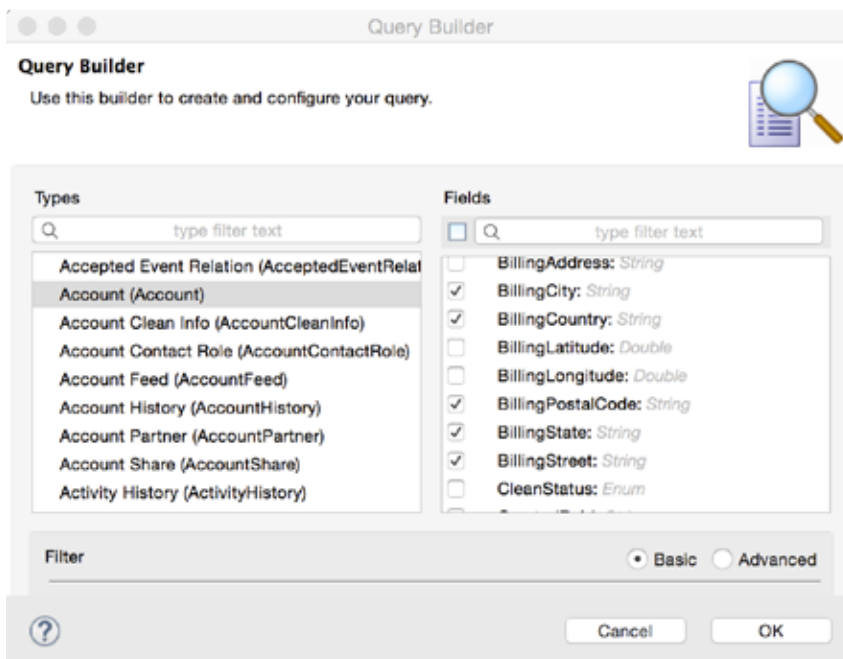 Query Builder
Query Builder
Use this builder to create and configure your query.
Types
Fields
type filter text
type filter text
Accepted Event Relation (AcceptedEventRelat
Account (Account)
Account Clean Info (AccountCleanInfo)
Account Contact Role (AccountContactRole)
Account Feed (AccountFeed)
Account History (AccountHistory)
Account Partner (AccountPartner)
Account Share (AccountShare)
Activity History (ActivityHistory)
BillingAddress: String
BillingCity: String
BillingCountry: String
BillingLatitude: Double
BillingLongitude: Double
BillingPostalCode: String
BillingState: String
BillingStreet: String
CleanStatus: Enum
Filter
Basic
Advanced
?
Cancel
OK